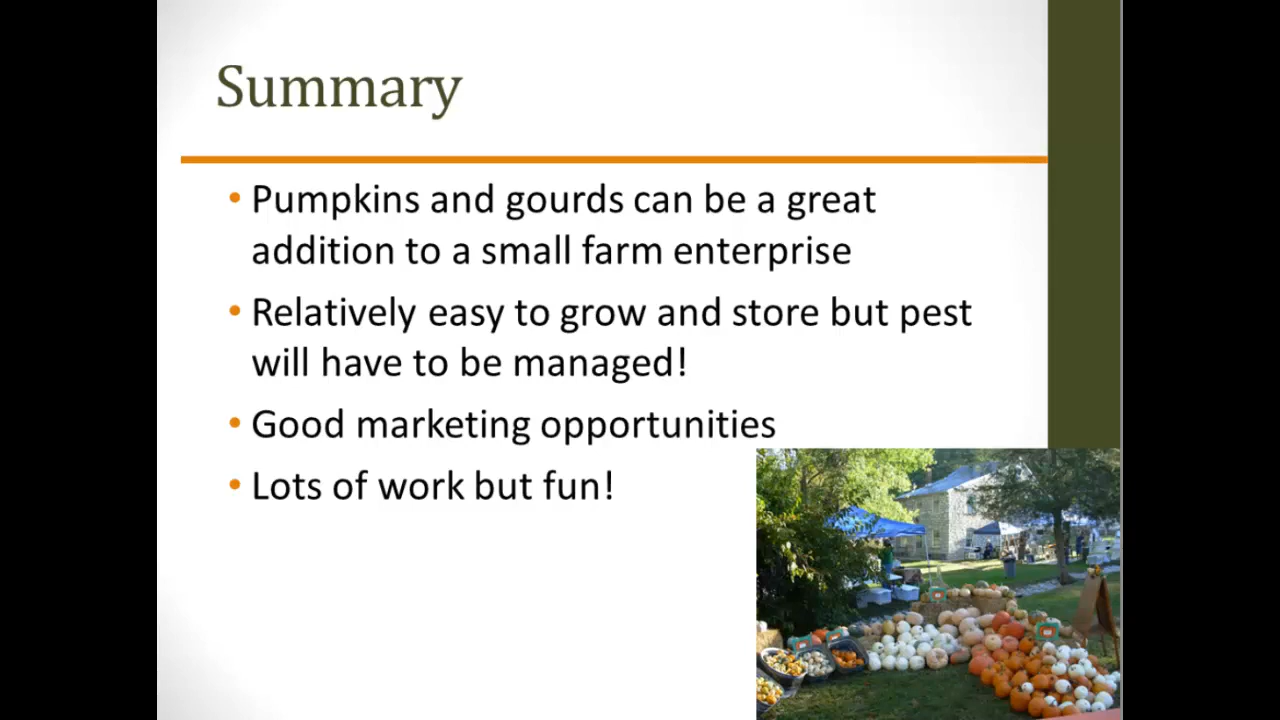 Summary
• Pumpkins and gourds can be a great
addition to a small farm enterprise
• Relatively easy to grow and store but pest
will have to be managed!
• Good marketing opportunities
• Lots of work but fun!